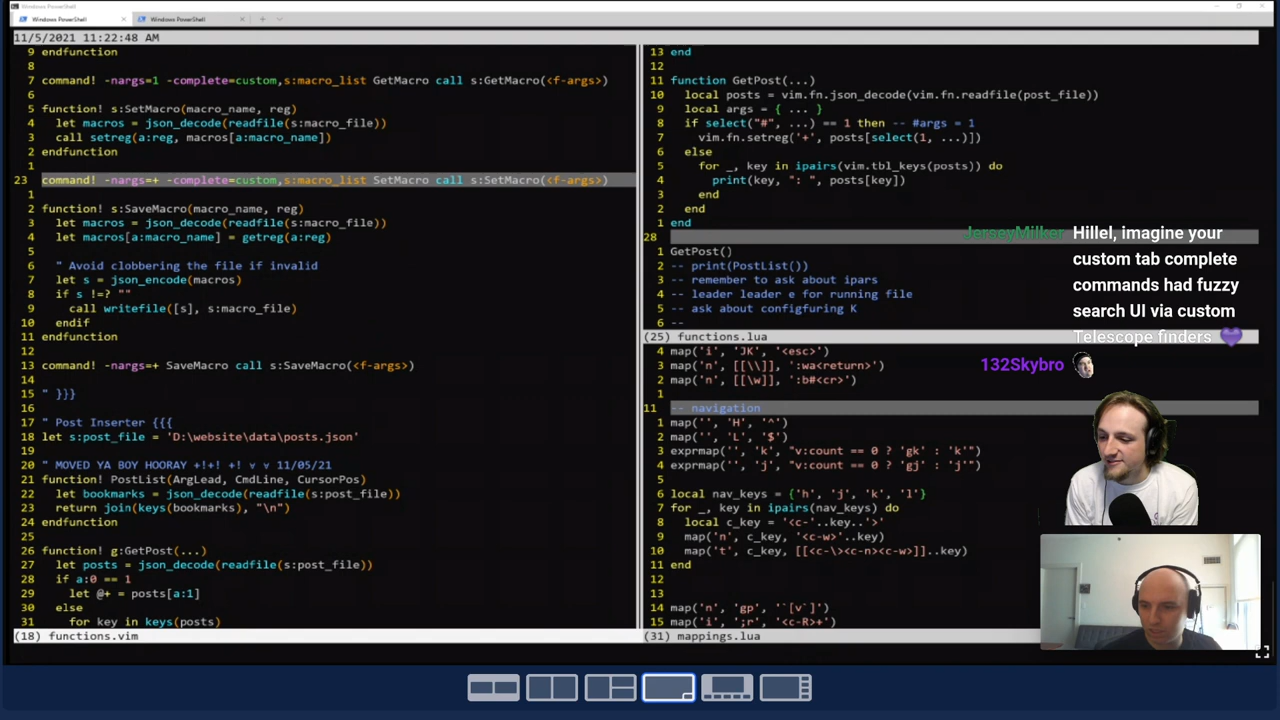 Windows PowerShell
Windows PowerShell
11/5/2021 11:22:48 AM
9 endfunction
8
7 command! -nargs=1 -complete=custom,s:macro_list GetMacro call s:GetMacro(<f-args>)
6
5 function! s:SetMacro(macro_name, reg)
4 let macros = json_decode(readfile(s:macro_file))
3 call setreg(a:reg, macros[a:macro_name])
2 endfunction
1
23 command! -nargs=+ -complete=custom,s:macro_list SetMacro call s:SetMacro(<f-args>)
1
2 function! s:SaveMacro(macro_name, reg)
3 let macros = json_decode(readfile(s:macro_file))
4 let macros[a:macro_name] = getreg(a:reg)
5
6 " Avoid clobbering the file if invalid
7 let s = json_encode(macros)
8 if s !=? ""
9 call writefile([s], s:macro_file)
10 endif
11 endfunction
12
13 command! -nargs=+ SaveMacro call s:SaveMacro(<f-args>)
14
15 " }}}
16
17 " Post Inserter {{{
18 let s:post_file = 'D:\website\data\posts.json'
19
20 " MOVED YA BOY HOORAY +!+! +! v v 11/05/21
21 function! PostList(ArgLead, CmdLine, CursorPos)
22 let bookmarks = json_decode(readfile(s:post_file))
23 return join(keys(bookmarks), "\n")
24 endfunction
25
26 function! g:GetPost(...)
27 let posts = json_decode(readfile(s:post_file))
28 if a:0 == 1
29 let @+ = posts[a:1]
30 else
31 for key in keys(posts)
(18) functions.vim
13 end
12
11 function GetPost(...)
10 local posts = vim.fn.json_decode(vim.fn.readfile(post_file))
9 local args = { ... }
8 if select("#", ...) == 1 then -- #args = 1
7 vim.fn.setreg('+', posts[select(1, ...)])
6 else
5 for _, key in ipairs(vim.tbl_keys(posts)) do
4 print(key, ": ", posts[key])
3 end
2 end
1 end
28
1 GetPost()
2 -- print(PostList())
3 -- remember to ask about ipars
4 -- leader leader e for running file
5 -- ask about configfuring K
6 --
(25) functions.lua
4 map('i', 'JK', '<esc>')
3 map('n', [[\\]], ':wa<return>')
2 map('n', [[\w]], ':b#<cr>')
1
11 -- navigation
1 map('', 'H', '^')
2 map('', 'L', '$')
3 exprmap('', 'k', "v:count == 0 ? 'gk' : 'k'")
4 exprmap('', 'j', "v:count == 0 ? 'gj' : 'j'")
5
6 local nav_keys = {'h', 'j', 'k', 'l'}
7 for _, key in ipairs(nav_keys) do
8 local c_key = '<c-'..key..'>'
9 map('n', c_key, '<c-w>'..key)
10 map('t', c_key, [[<c-\><c-n><c-w>]]..key)
11 end
12
13
14 map('n', 'gp', '`[v`]')
15 map('i', ';r', '<c-R>+')
(31) mappings.lua
JerseyMilker Hillel, imagine your
custom tab complete
commands had fuzzy
search UI via custom
Telescope finders 💜
132Skybro